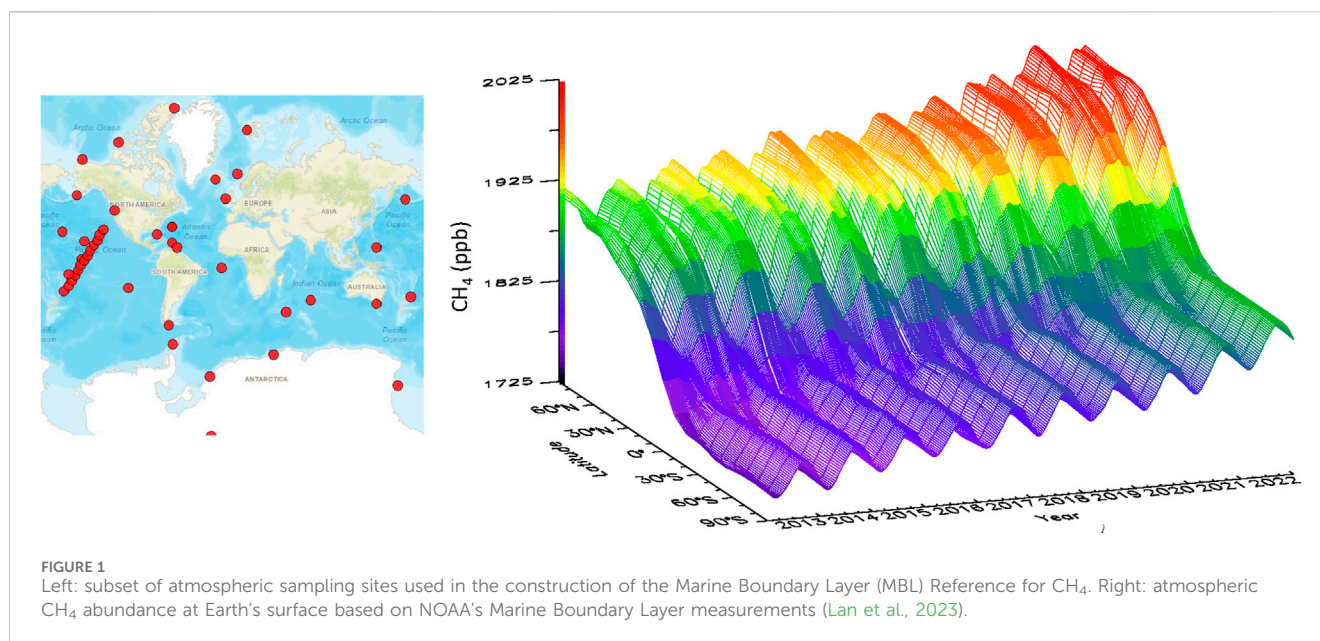 Arctic Ocean
Arctic Ocean
NORTH AMERICA
EUROPE
ASIA
Pacific
Ocean
Atlantic
Ocean
Pacific
Ocean
AFRICA
SOUTH AMERICA
Indian Ocean
AUSTRALIA
Pacific
Ocean
Pacific
Ocean
ANTARCTICA
2025
1925
1825
1725
CH₄ (ppb)
60°N
30°N
0°
30°S
60°S
90°S
Latitude
2013 2014 2015 2016 2017 2018 2019 2020 2021 2022
Year
FIGURE 1
Left: subset of atmospheric sampling sites used in the construction of the Marine Boundary Layer (MBL) Reference for CH₄. Right: atmospheric
CH₄ abundance at Earth's surface based on NOAA's Marine Boundary Layer measurements (Lan et al., 2023).